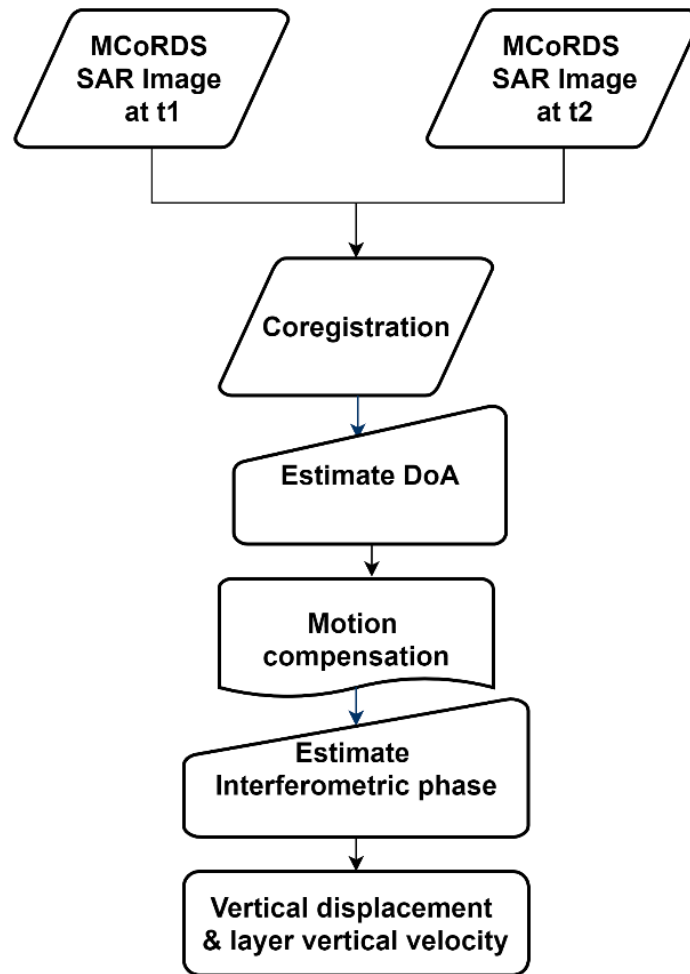 MCoRDS
SAR Image
at t1
MCoRDS
SAR Image
at t2
Coregistration
Estimate DoA
Motion
compensation
Estimate
Interferometric phase
Vertical displacement
& layer vertical velocity